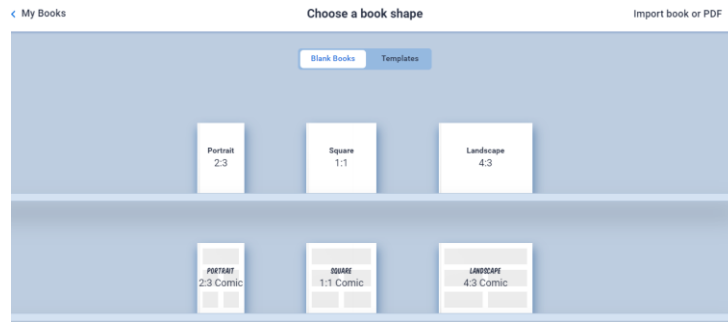 My Books
Choose a book shape
Import book or PDF
Blank Books
Templates
Portrait
2:3
Square
1:1
Landscape
4:3
PORTRAIT
2:3 Comic
SQUARE
1:1 Comic
LANDSCAPE
4:3 Comic